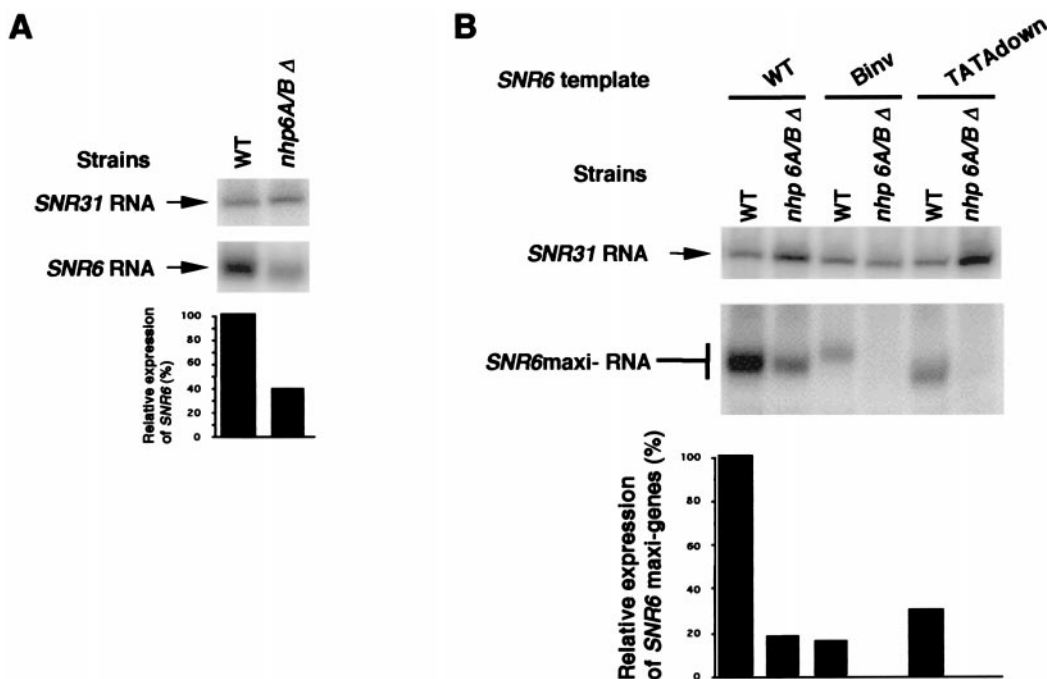 A
Strains
WT
nhp6A/B Δ
SNR31 RNA
SNR6 RNA
Relative expression
of SNR6 (%)
100
80
60
40
20
0
B
SNR6 template
WT
Binv
TATAdown
Strains
WT
nhp 6A/B Δ
WT
nhp 6A/B Δ
WT
nhp 6A/B Δ
SNR31 RNA
SNR6maxi- RNA
Relative expression
of SNR6 maxi-genes (%)
100
80
60
40
20
0